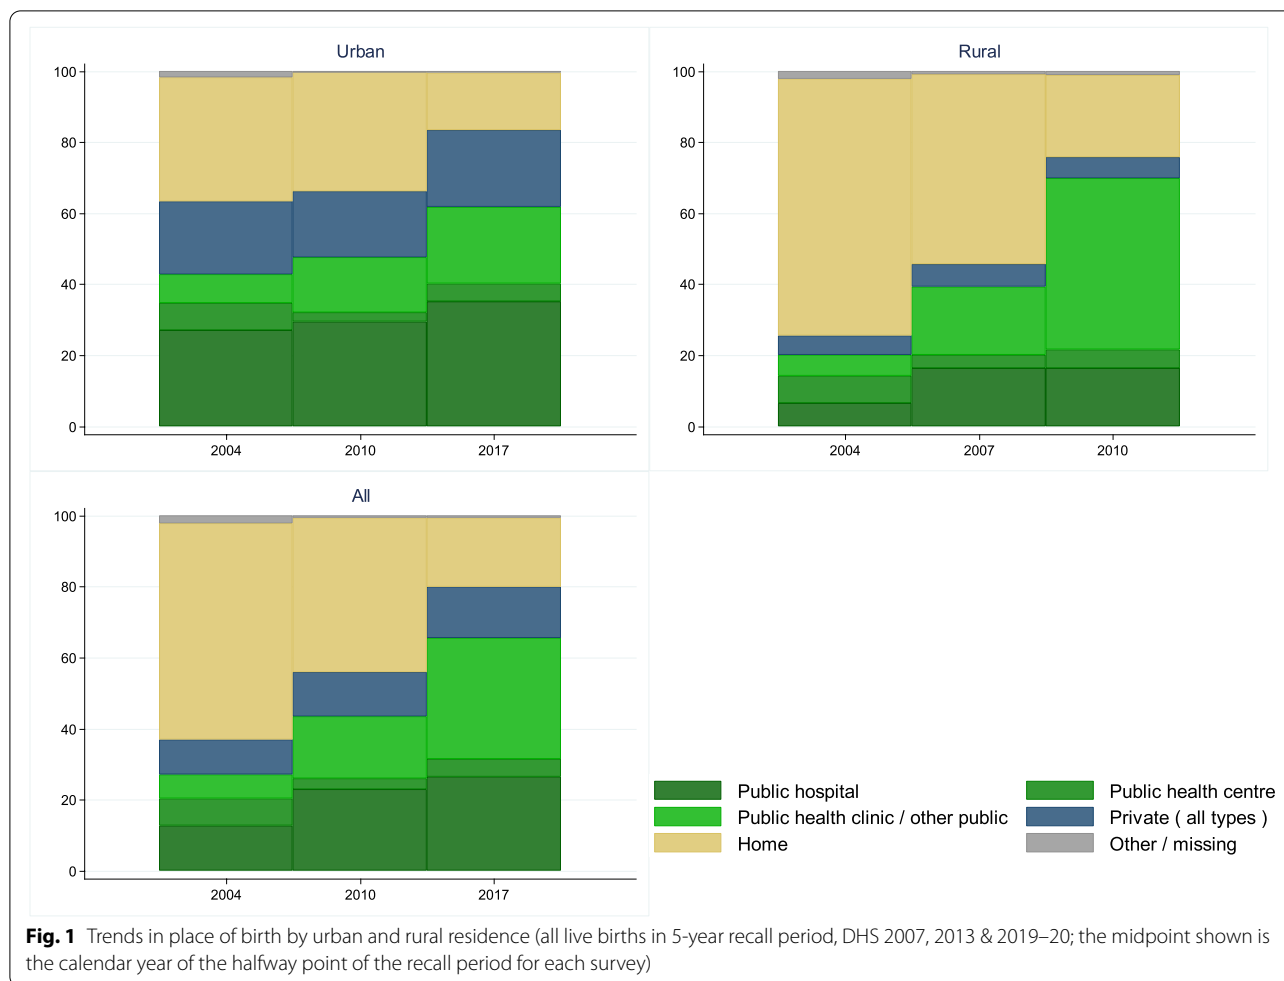 Urban
100
80
60
40
20
0
2004 2010 2017
Rural
100
80
60
40
20
0
2004 2007 2010
All
100
80
60
40
20
0
2004 2010 2017
Public hospital Public health centre
Public health clinic / other public Private ( all types )
Home Other / missing
Fig. 1 Trends in place of birth by urban and rural residence (all live births in 5-year recall period, DHS 2007, 2013 & 2019–20; the midpoint shown is
the calendar year of the halfway point of the recall period for each survey)